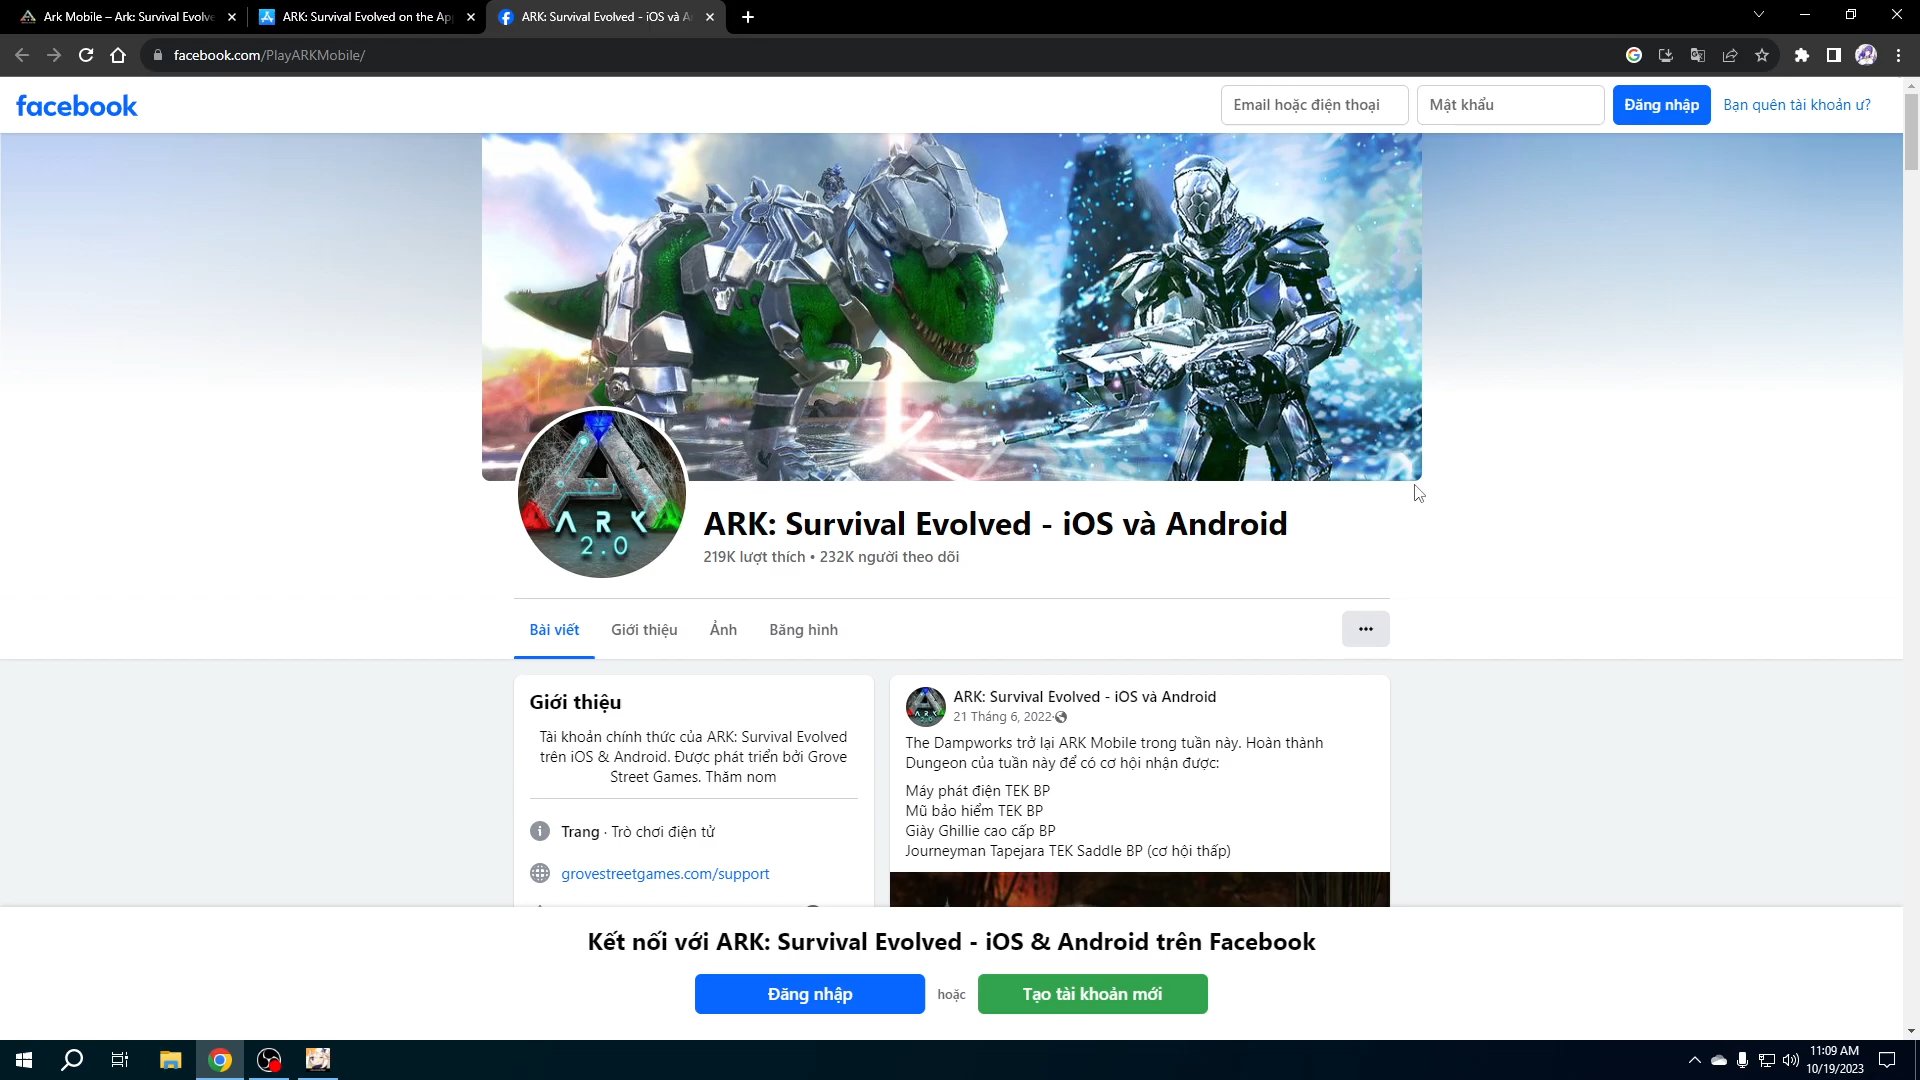 Ark Mobile – Ark: Survival Evolve
ARK: Survival Evolved on the Ap
ARK: Survival Evolved - iOS và A
facebook.com/PlayARKMobile/
facebook
Email hoặc điện thoại
Mật khẩu
Đăng nhập
Bạn quên tài khoản ư?
ARK
2.0
ARK: Survival Evolved - iOS và Android
219K lượt thích • 232K người theo dõi
Bài viết
Giới thiệu
Ảnh
Băng hình
Giới thiệu
Tài khoản chính thức của ARK: Survival Evolved
trên iOS & Android. Được phát triển bởi Grove
Street Games. Thăm nom
Trang · Trò chơi điện tử
grovestreetgames.com/support
ARK: Survival Evolved - iOS và Android
21 Tháng 6, 2022
The Dampworks trở lại ARK Mobile trong tuần này. Hoàn thành
Dungeon của tuần này để có cơ hội nhận được:
Máy phát điện TEK BP
Mũ bảo hiểm TEK BP
Giày Ghillie cao cấp BP
Journeyman Tapejara TEK Saddle BP (cơ hội thấp)
Kết nối với ARK: Survival Evolved - iOS & Android trên Facebook
Đăng nhập
hoặc
Tạo tài khoản mới
11:09 AM
10/19/2023